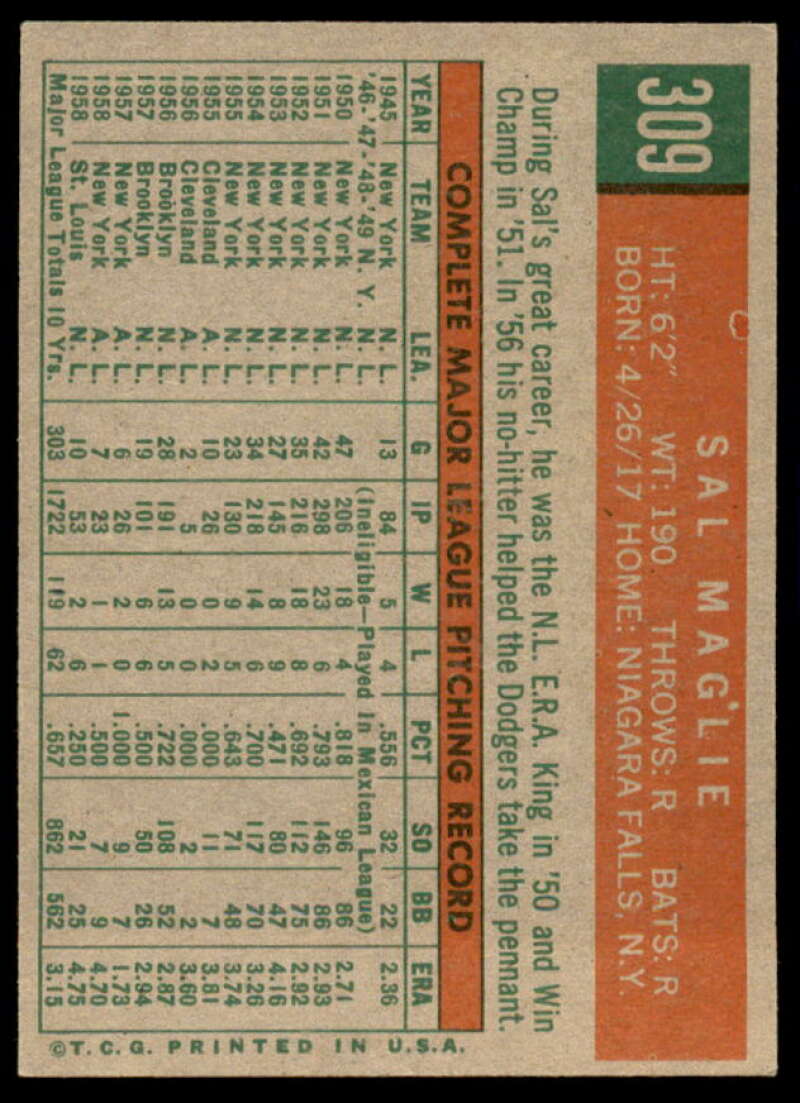 309
SAL MAGLIE
HT: 6'2" WT: 190 THROWS: R BATS: R
BORN: 4/26/17 HOME: NIAGARA FALLS, N.Y.
During Sal's great career, he was the N.L. E.R.A. King in '50 and Win
Champ in '51. In '56 his no-hitter helped the Dodgers take the pennant.
COMPLETE MAJOR LEAGUE PITCHING RECORD
YEAR TEAM LEA. G IP W L PCT SO BB ERA
1945 New York N. L. 13 84 5 4 .556 32 22 2.36
'46-'47-'48-'49 N. Y. N. L. (Ineligible—Played in Mexican League)
1950 New York N. L. 47 206 18 4 .818 96 86 2.71
1951 New York N. L. 42 298 23 6 .793 146 86 2.93
1952 New York N. L. 35 216 18 8 .692 112 75 2.92
1953 New York N. L. 27 145 8 9 .471 80 47 4.16
1954 New York N. L. 34 218 14 6 .700 117 70 3.26
1955 New York N. L. 23 130 9 5 .643 71 48 3.74
1955 Cleveland A. L. 10 26 0 2 .000 11 7 3.81
1956 Cleveland A. L. 2 5 0 0 .000 2 2 3.60
1956 Brooklyn N. L. 28 191 13 5 .722 108 52 2.87
1957 Brooklyn N. L. 19 101 6 6 .500 50 26 2.94
1957 New York A. L. 6 26 2 0 1.000 9 7 1.73
1958 New York A. L. 7 23 1 1 .500 7 9 4.70
1958 St. Louis N. L. 10 53 2 6 .250 21 25 4.75
Major League Totals 10 Yrs. 303 1722 119 62 .657 862 562 3.15
©T.C.G. PRINTED IN U.S.A.